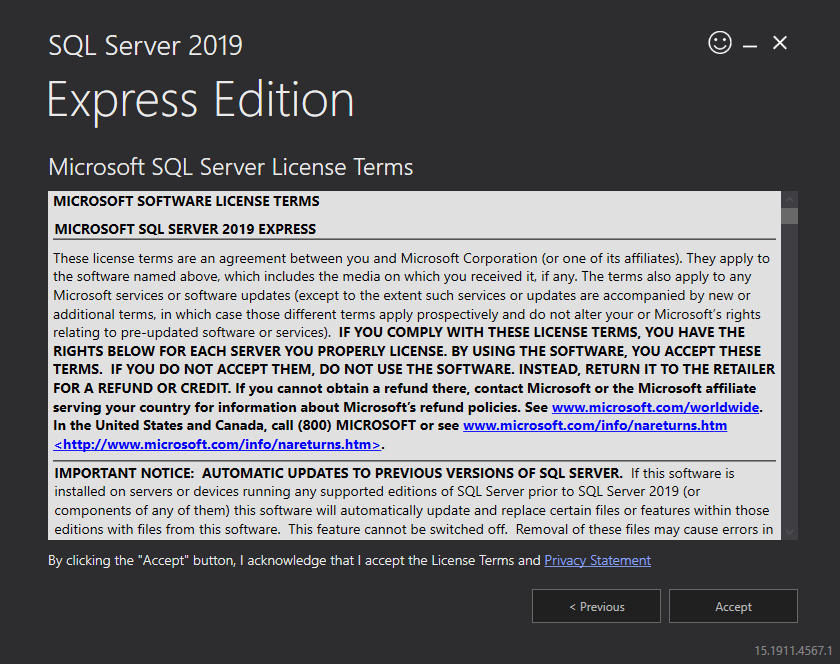 SQL Server 2019
Express Edition
Microsoft SQL Server License Terms
MICROSOFT SOFTWARE LICENSE TERMS
MICROSOFT SQL SERVER 2019 EXPRESS
These license terms are an agreement between you and Microsoft Corporation (or one of its affiliates). They apply to
the software named above, which includes the media on which you received it, if any. The terms also apply to any
Microsoft services or software updates (except to the extent such services or updates are accompanied by new or
additional terms, in which case those different terms apply prospectively and do not alter your or Microsoft’s rights
relating to pre-updated software or services).  IF YOU COMPLY WITH THESE LICENSE TERMS, YOU HAVE THE
RIGHTS BELOW FOR EACH SERVER YOU PROPERLY LICENSE. BY USING THE SOFTWARE, YOU ACCEPT THESE
TERMS.  IF YOU DO NOT ACCEPT THEM, DO NOT USE THE SOFTWARE. INSTEAD, RETURN IT TO THE RETAILER
FOR A REFUND OR CREDIT. If you cannot obtain a refund there, contact Microsoft or the Microsoft affiliate
serving your country for information about Microsoft’s refund policies. See www.microsoft.com/worldwide.
In the United States and Canada, call (800) MICROSOFT or see www.microsoft.com/info/nareturns.htm
<http://www.microsoft.com/info/nareturns.htm>.
IMPORTANT NOTICE:  AUTOMATIC UPDATES TO PREVIOUS VERSIONS OF SQL SERVER.  If this software is
installed on servers or devices running any supported editions of SQL Server prior to SQL Server 2019 (or
components of any of them) this software will automatically update and replace certain files or features within those
editions with files from this software.  This feature cannot be switched off.  Removal of these files may cause errors in
By clicking the "Accept" button, I acknowledge that I accept the License Terms and Privacy Statement
< Previous
Accept
15.1911.4567.1